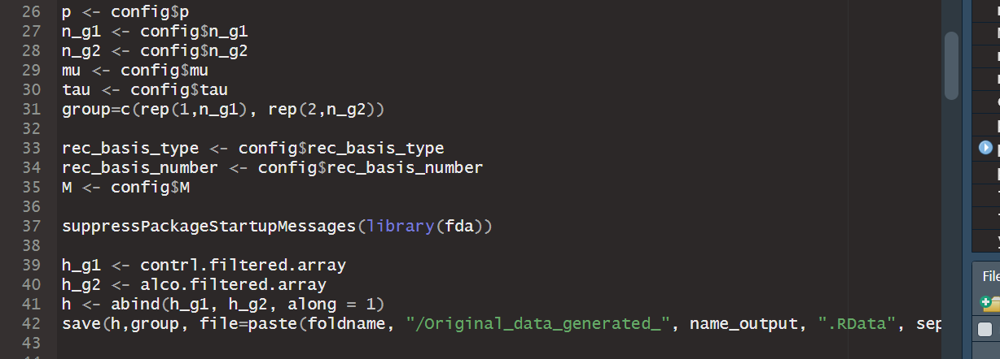 26 p <- config$p
27 n_g1 <- config$n_g1
28 n_g2 <- config$n_g2
29 mu <- config$mu
30 tau <- config$tau
31 group=c(rep(1,n_g1), rep(2,n_g2))
32
33 rec_basis_type <- config$rec_basis_type
34 rec_basis_number <- config$rec_basis_number
35 M <- config$M
36
37 suppressPackageStartupMessages(library(fda))
38
39 h_g1 <- contrl.filtered.array
40 h_g2 <- alco.filtered.array
41 h <- abind(h_g1, h_g2, along = 1)
42 save(h,group, file=paste(foldname, "/Original_data_generated_", name_output, ".RData", sep
43
File